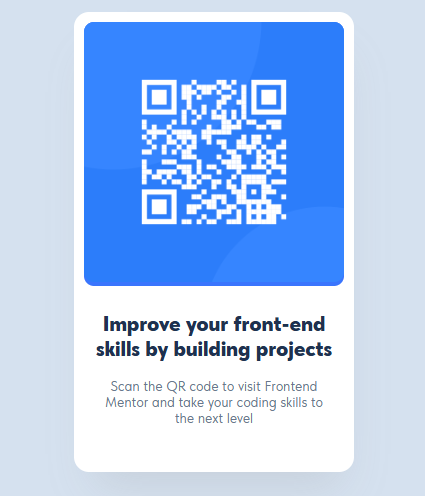 Improve your front-end
skills by building projects
Scan the QR code to visit Frontend
Mentor and take your coding skills to
the next level